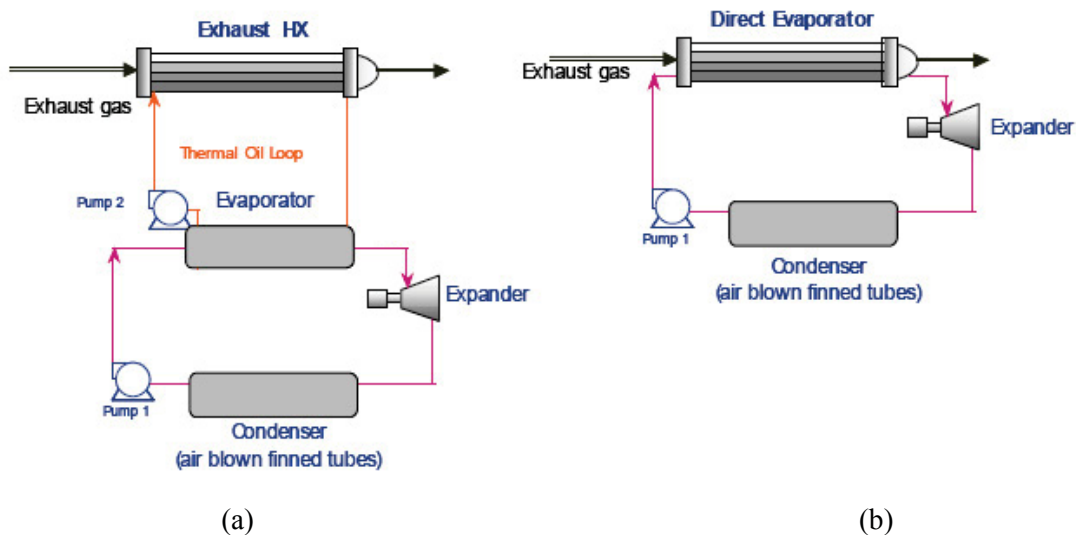 Exhaust HX
Exhaust gas
Thermal Oil Loop
Pump 2
Evaporator
Expander
Pump 1
Condenser
(air blown finned tubes)
(a)
Direct Evaporator
Exhaust gas
Expander
Pump 1
Condenser
(air blown finned tubes)
(b)